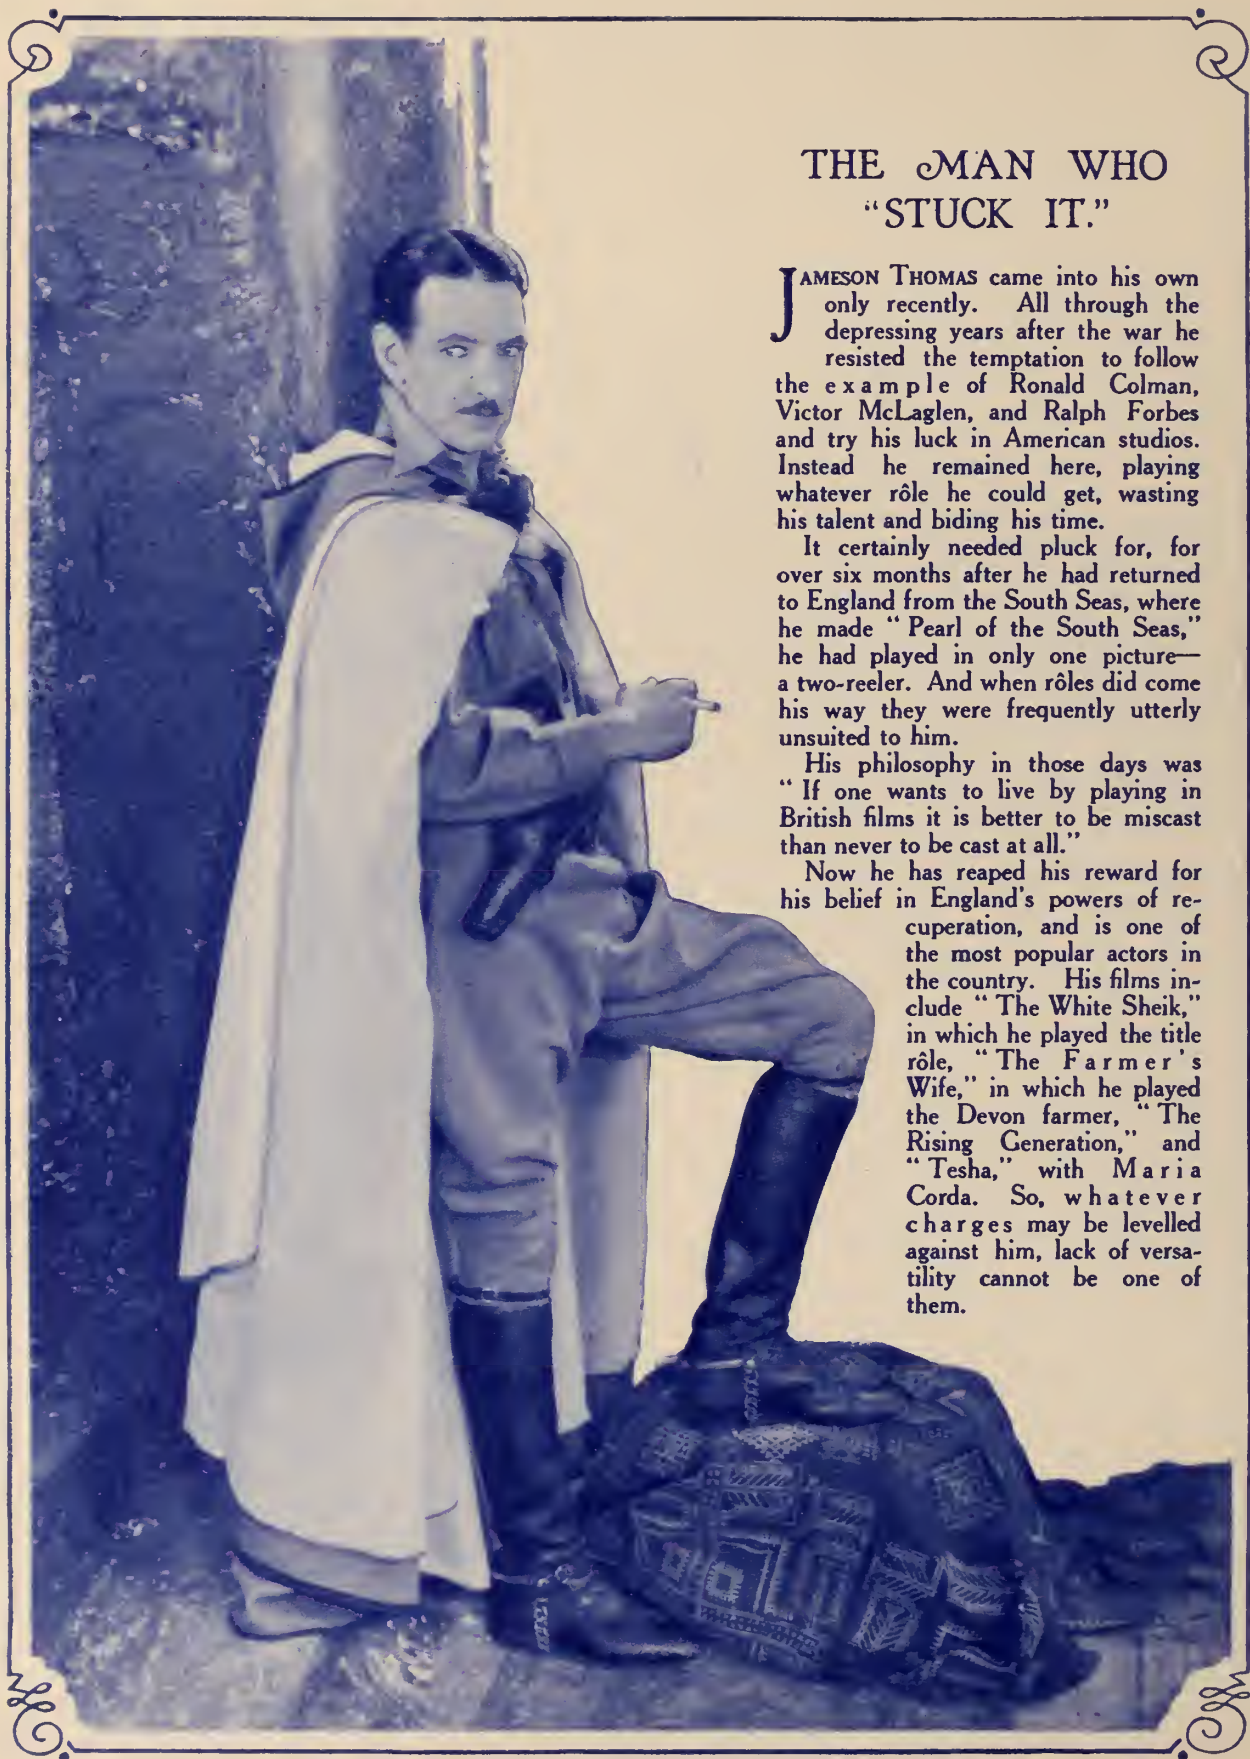 THE MAN WHO
“STUCK IT.”
JAMESON THOMAS came into his own
only recently. All through the
depressing years after the war he
resisted the temptation to follow
the example of Ronald Colman,
Victor McLaglen, and Ralph Forbes
and try his luck in American studios.
Instead he remained here, playing
whatever rôle he could get, wasting
his talent and biding his time.
It certainly needed pluck for, for
over six months after he had returned
to England from the South Seas, where
he made “ Pearl of the South Seas,”
he had played in only one picture—
a two-reeler. And when rôles did come
his way they were frequently utterly
unsuited to him.
His philosophy in those days was
“ If one wants to live by playing in
British films it is better to be miscast
than never to be cast at all.”
Now he has reaped his reward for
his belief in England's powers of re-
cuperation, and is one of
the most popular actors in
the country. His films in-
clude “ The White Sheik,”
in which he played the title
rôle, “ The Farmer's
Wife,” in which he played
the Devon farmer, “ The
Rising Generation,” and
“ Tesha,” with Maria
Corda. So, whatever
charges may be levelled
against him, lack of versa-
tility cannot be one of
them.